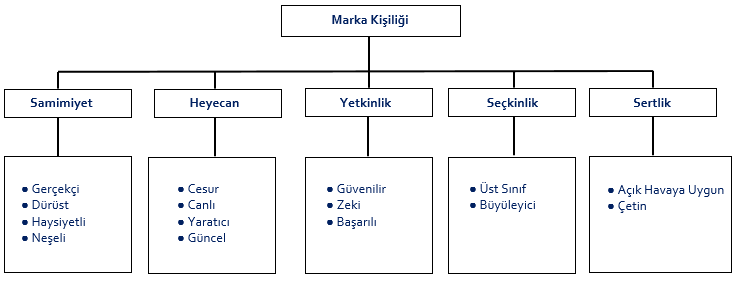 Marka Kişiliği
Samimiyet
Heyecan
Yetkinlik
Seçkinlik
Sertlik
● Gerçekçi
● Dürüst
● Haysiyetli
● Neşeli
● Cesur
● Canlı
● Yaratıcı
● Güncel
● Güvenilir
● Zeki
● Başarılı
● Üst Sınıf
● Büyüleyici
● Açık Havaya Uygun
● Çetin